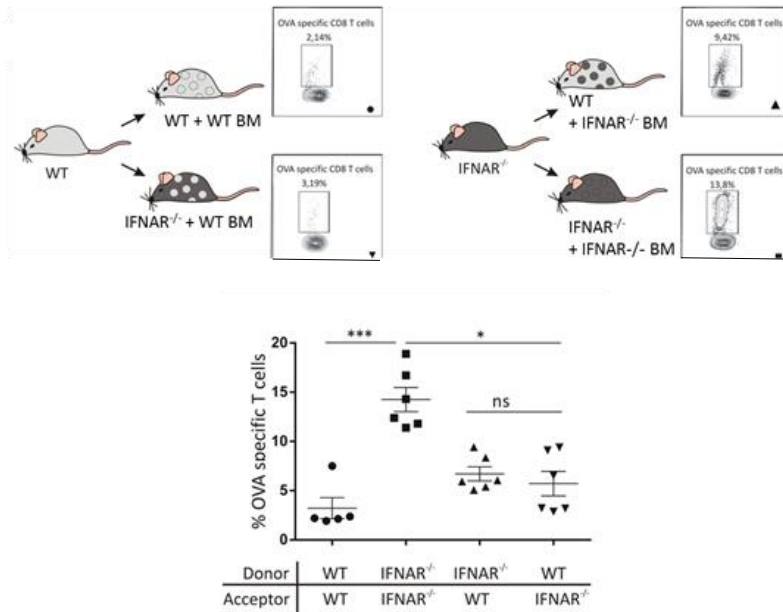 OVA specific CD8 T cells
2,14%
WT + WT BM
WT
OVA specific CD8 T cells
3,19%
IFNAR⁻/⁻ + WT BM
OVA specific CD8 T cells
9,42%
WT
+ IFNAR⁻/⁻ BM
IFNAR⁻/⁻
OVA specific CD8 T cells
13,8%
IFNAR⁻/⁻
+ IFNAR-/- BM
% OVA specific T cells
20
15
10
5
0
***
*
ns
Donor WT IFNAR⁻/⁻ IFNAR⁻/⁻ WT
Acceptor WT IFNAR⁻/⁻ WT IFNAR⁻/⁻